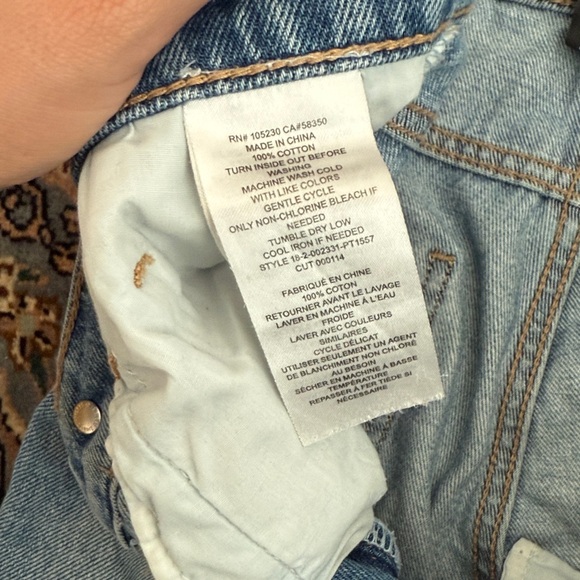 RN# 105230 CA#58350
MADE IN CHINA
100% COTTON
TURN INSIDE OUT BEFORE
WASHING
MACHINE WASH COLD
WITH LIKE COLORS
GENTLE CYCLE
ONLY NON-CHLORINE BLEACH IF
NEEDED
TUMBLE DRY LOW
COOL IRON IF NEEDED
STYLE 16-2-002331-PT1557
CUT 000114
FABRIQUÉ EN CHINE
100% COTON
RETOURNER AVANT LE LAVAGE
LAVER EN MACHINE À L'EAU
FROIDE
LAVER AVEC COULEURS
SIMILAIRES
CYCLE DÉLICAT
UTILISER SEULEMENT UN AGENT
DE BLANCHIMENT NON CHLORÉ
AU BESOIN
SÉCHER EN MACHINE À BASSE
TEMPÉRATURE
REPASSER À FER TIÈDE SI
NÉCESSAIRE